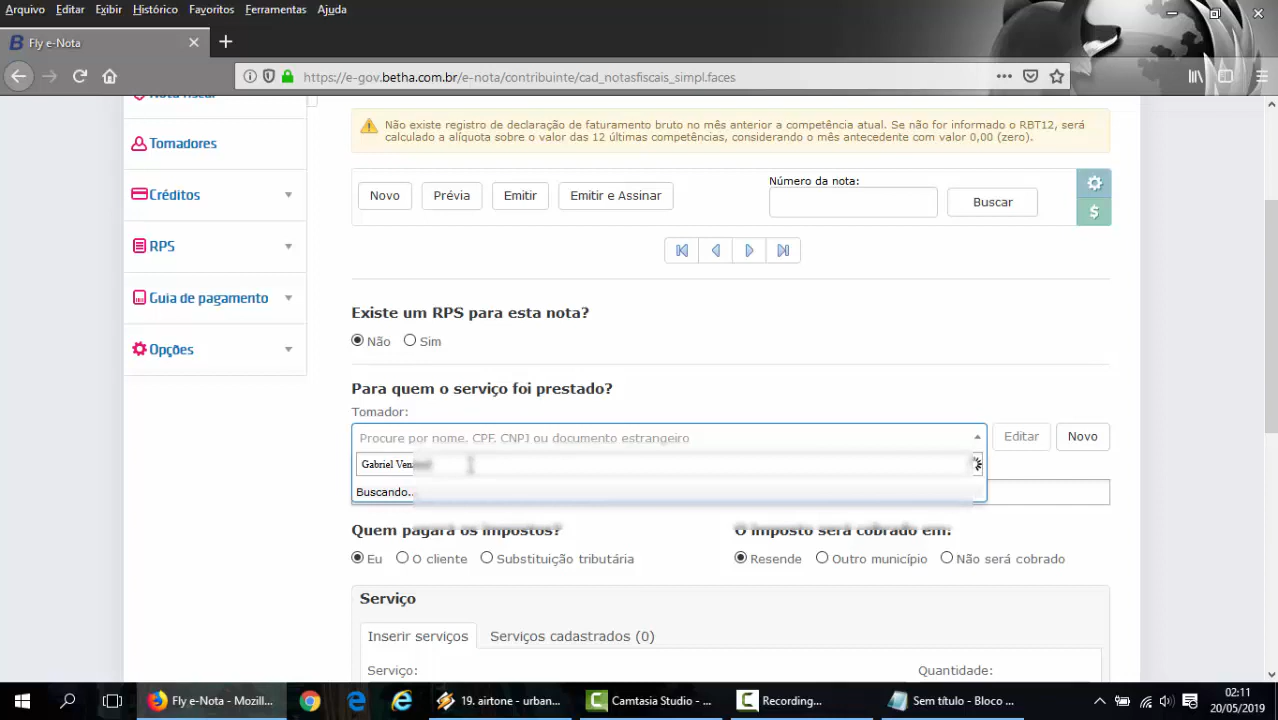 Arquivo Editar Exibir Histórico Favoritos Ferramentas Ajuda
Fly e-Nota
https://e-gov.betha.com.br/e-nota/contribuinte/cad_notasfiscais_simpl.faces
Nota fiscal
Tomadores
Créditos
RPS
Guia de pagamento
Opções
Não existe registro de declaração de faturamento bruto no mês anterior a competência atual. Se não for informado o RBT12, será
calculado a alíquota sobre o valor das 12 últimas competências, considerando o mês antecedente com valor 0,00 (zero).
Novo Prévia Emitir Emitir e Assinar
Número da nota:
Buscar
Existe um RPS para esta nota?
Não Sim
Para quem o serviço foi prestado?
Tomador:
Procure por nome, CPF, CNPJ ou documento estrangeiro
Editar Novo
Gabriel
Buscando...
Quem pagará os impostos? O imposto será cobrado em:
Eu O cliente Substituição tributária Resende Outro município Não será cobrado
Serviço
Inserir serviços Serviços cadastrados (0)
Serviço: Quantidade:
Fly e-Nota - Mozill... 19. airtone - urban... Camtasia Studio - ... Recording... Sem título - Bloco ...
02:11
20/05/2019